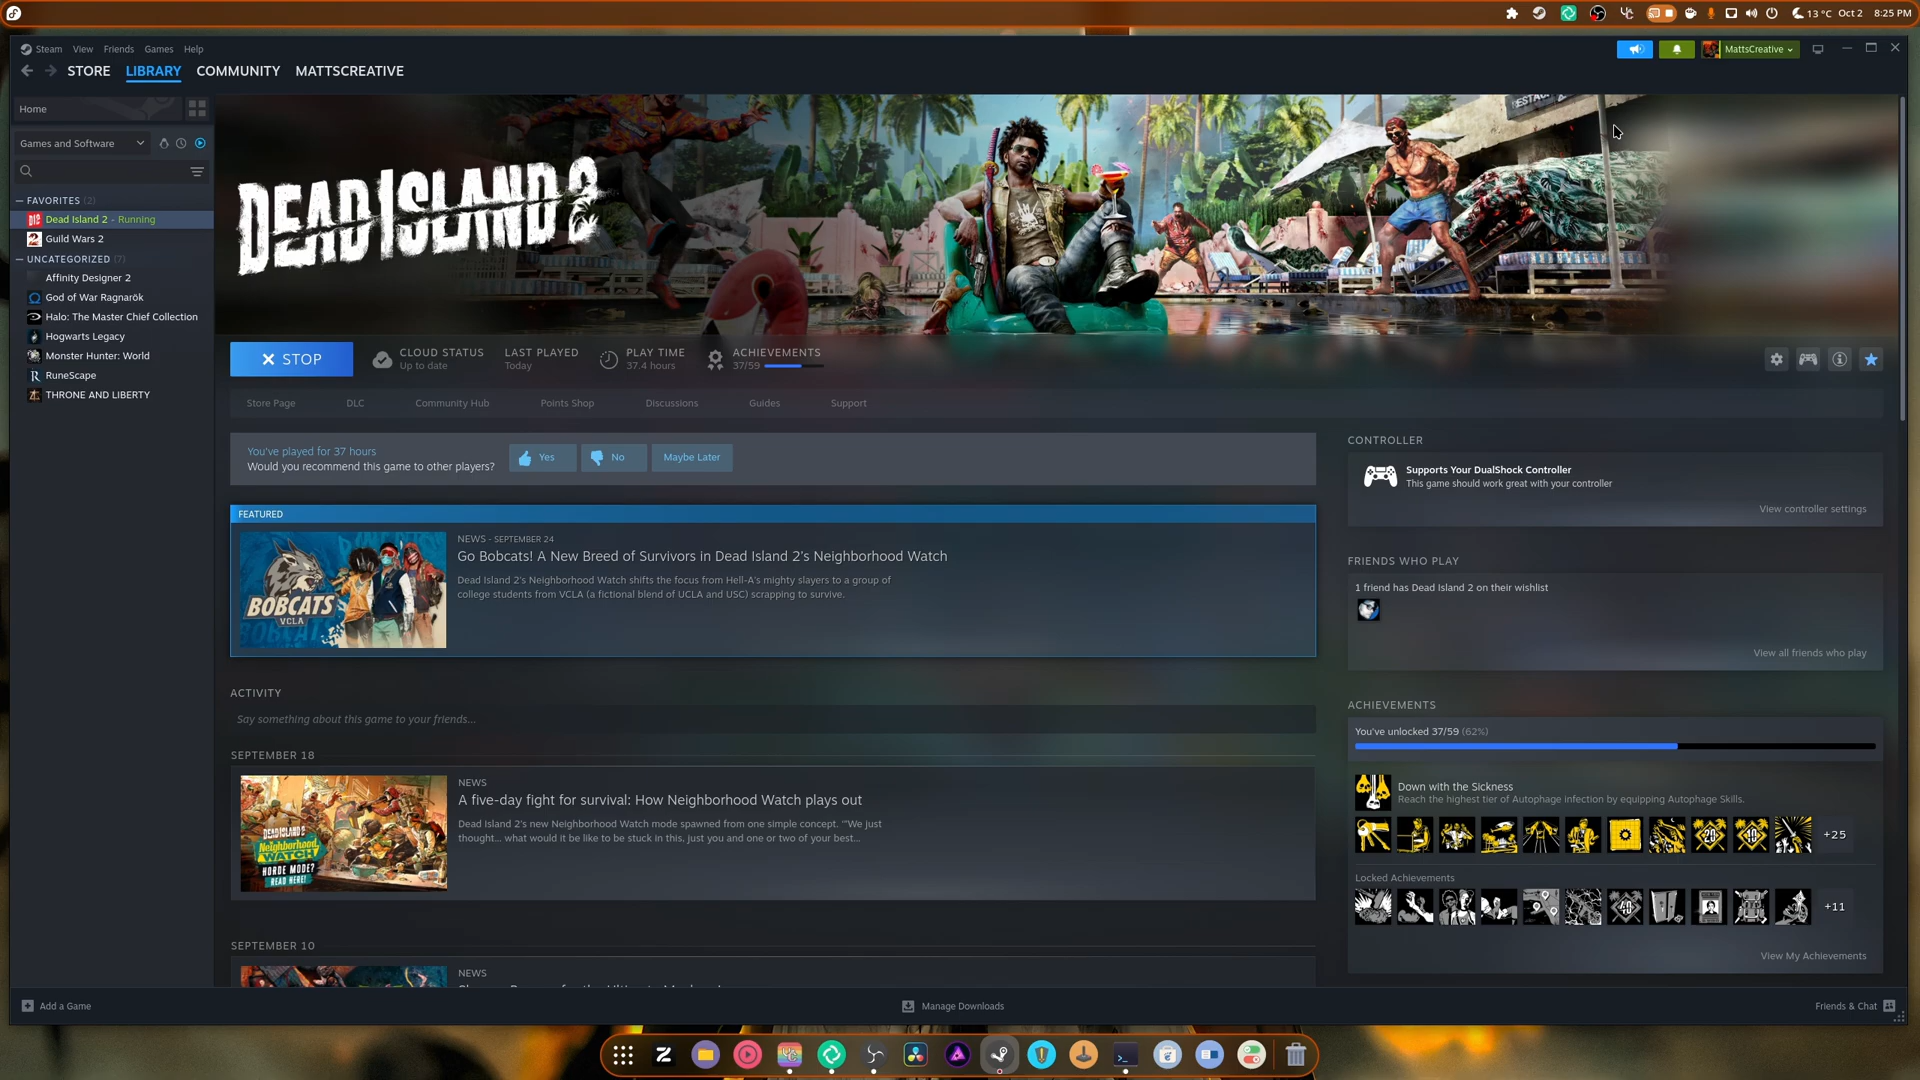 13 °C Oct 2 8:25 PM
Steam View Friends Games Help
MattsCreative
STORE LIBRARY COMMUNITY MATTSCREATIVE
Home
Games and Software
— FAVORITES (2)
Dead Island 2 - Running
Guild Wars 2
— UNCATEGORIZED (7)
Affinity Designer 2
God of War Ragnarök
Halo: The Master Chief Collection
Hogwarts Legacy
Monster Hunter: World
RuneScape
THRONE AND LIBERTY
DEAD ISLAND 2
STOP
CLOUD STATUS
Up to date
LAST PLAYED
Today
PLAY TIME
37.4 hours
ACHIEVEMENTS
37/59
Store Page DLC Community Hub Points Shop Discussions Guides Support
You've played for 37 hours
Would you recommend this game to other players?
Yes No Maybe Later
FEATURED
BOBCATS
VCLA
NEWS - SEPTEMBER 24
Go Bobcats! A New Breed of Survivors in Dead Island 2's Neighborhood Watch
Dead Island 2's Neighborhood Watch shifts the focus from Hell-A's mighty slayers to a group of
college students from VCLA (a fictional blend of UCLA and USC) scrapping to survive.
ACTIVITY
Say something about this game to your friends...
SEPTEMBER 18
DEAD ISLAND 2
Neighborhood
WATCH
HORDE MODE?
READ HERE!
NEWS
A five-day fight for survival: How Neighborhood Watch plays out
Dead Island 2's new Neighborhood Watch mode spawned from one simple concept. "'We just
thought... what would it be like to be stuck in this, just you and one or two of your best...
SEPTEMBER 10
NEWS
CONTROLLER
Supports Your DualShock Controller
This game should work great with your controller
View controller settings
FRIENDS WHO PLAY
1 friend has Dead Island 2 on their wishlist
View all friends who play
ACHIEVEMENTS
You've unlocked 37/59 (62%)
Down with the Sickness
Reach the highest tier of Autophage infection by equipping Autophage Skills.
+25
Locked Achievements
+11
View My Achievements
Add a Game
Manage Downloads
Friends & Chat